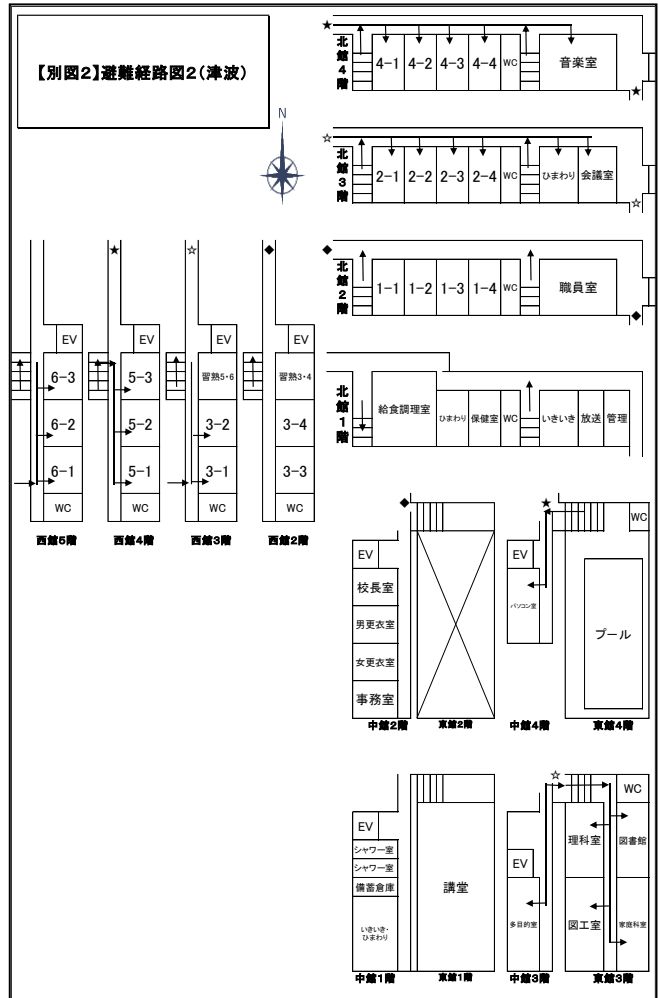 【別図2】避難経路図2(津波)
N
★
北館4階
4-1 4-2 4-3 4-4 WC 音楽室
★
☆
北館3階
2-1 2-2 2-3 2-4 WC ひまわり 会議室
☆
◆
北館2階
1-1 1-2 1-3 1-4 WC 職員室
◆
北館1階
給食調理室 ひまわり 保健室 WC いきいき 放送 管理
★ ☆ ◆
EV EV EV EV
6-3 5-3 習熟5・6 習熟3・4
6-2 5-2 3-2 3-4
6-1 5-1 3-1 3-3
WC WC WC WC
西館5階 西館4階 西館3階 西館2階
◆
EV
校長室
男更衣室
女更衣室
事務室
中館2階 東館2階
★
WC
EV
パソコン室
プール
中館4階 東館4階
EV
シャワー室
シャワー室
備蓄倉庫
いきいき・
ひまわり
講堂
中館1階 東館1階
☆
WC
理科室 図書館
EV
多目的室 図工室 家庭科室
中館3階 東館3階